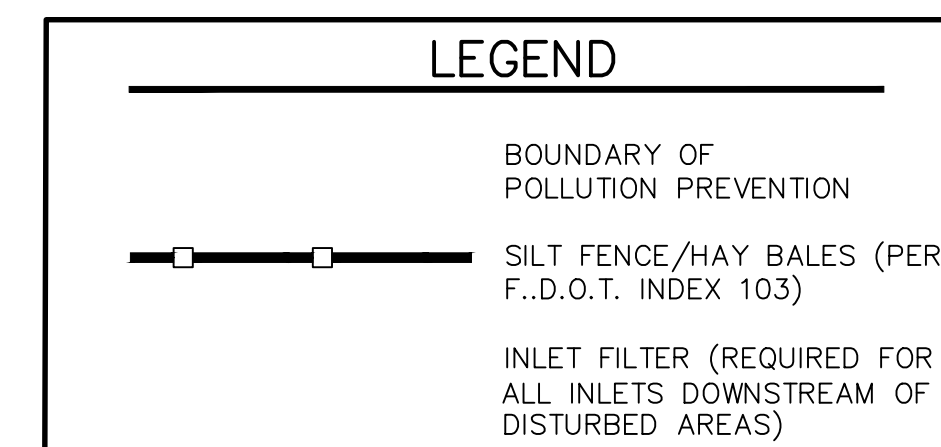 LEGEND
BOUNDARY OF
POLLUTION PREVENTION
SILT FENCE/HAY BALES (PER
F..D.O.T. INDEX 103)
INLET FILTER (REQUIRED FOR
ALL INLETS DOWNSTREAM OF
DISTURBED AREAS)